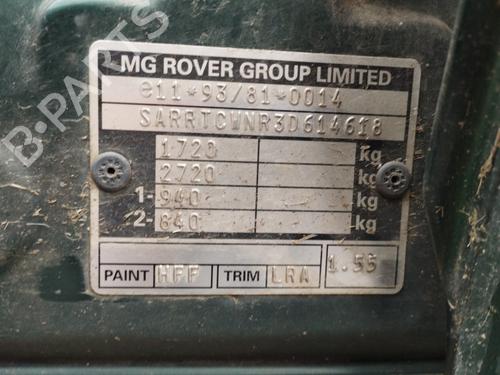 B-PARTS
MG ROVER GROUP LIMITED
e11*93/81*0014
SARRTCWNR3D614618
1720 kg
2720 kg
1- 940 kg
2- 840 kg
PAINT HFF TRIM LRA 1.55